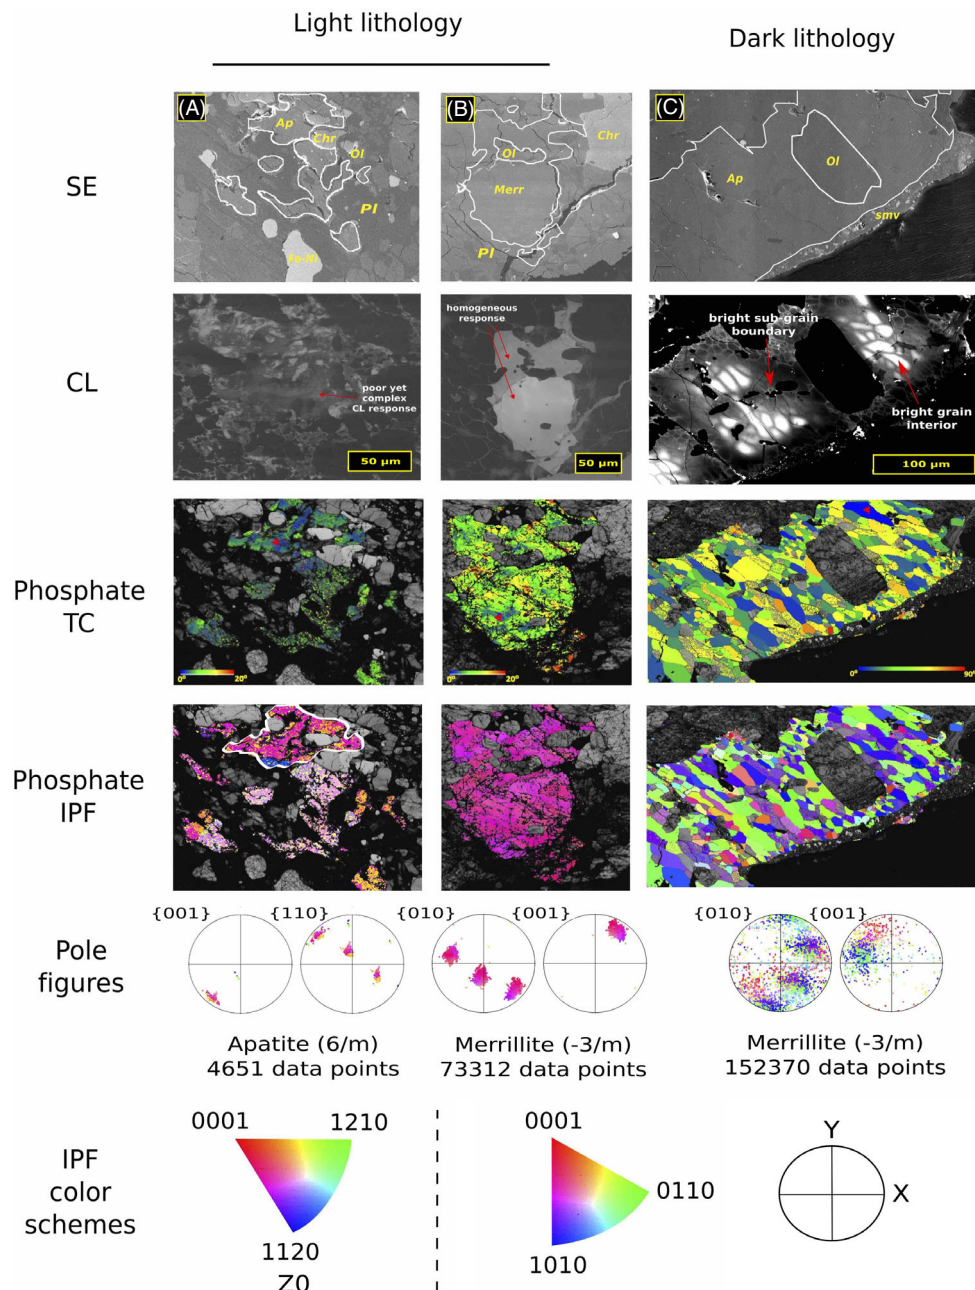 Light lithology
Dark lithology
SE
(A)
Ap
Chr
Ol
Pl
Fe-Ni
(B)
Chr
Ol
Merr
Pl
(C)
Ap
Ol
smv
CL
poor yet
complex
CL response
50 µm
homogeneous
response
50 µm
bright sub-grain
boundary
bright grain
interior
100 µm
Phosphate
TC
0° 20°
0° 20°
0° 90°
Phosphate
IPF
Pole
figures
{001} {110} {010} {001} {010} {001}
Apatite (6/m)
4651 data points
Merrillite (-3/m)
73312 data points
Merrillite (-3/m)
152370 data points
IPF
color
schemes
0001 1210
1120
Z0
0001
0110
1010
Y
X